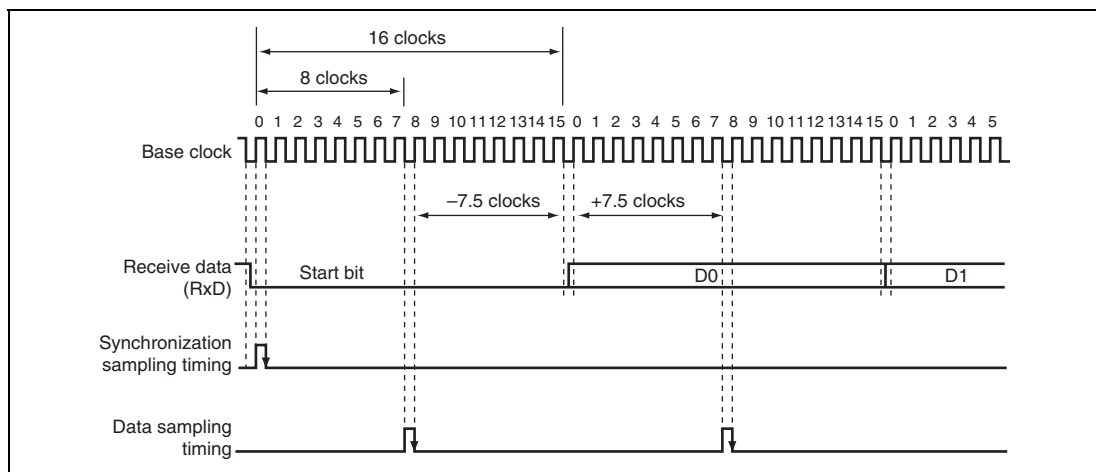 16 clocks
8 clocks
0 1 2 3 4 5 6 7 8 9 10 11 12 13 14 15 0 1 2 3 4 5 6 7 8 9 10 11 12 13 14 15 0 1 2 3 4 5
Base clock
–7.5 clocks +7.5 clocks
Receive data
(RxD)
Start bit D0 D1
Synchronization
sampling timing
Data sampling
timing